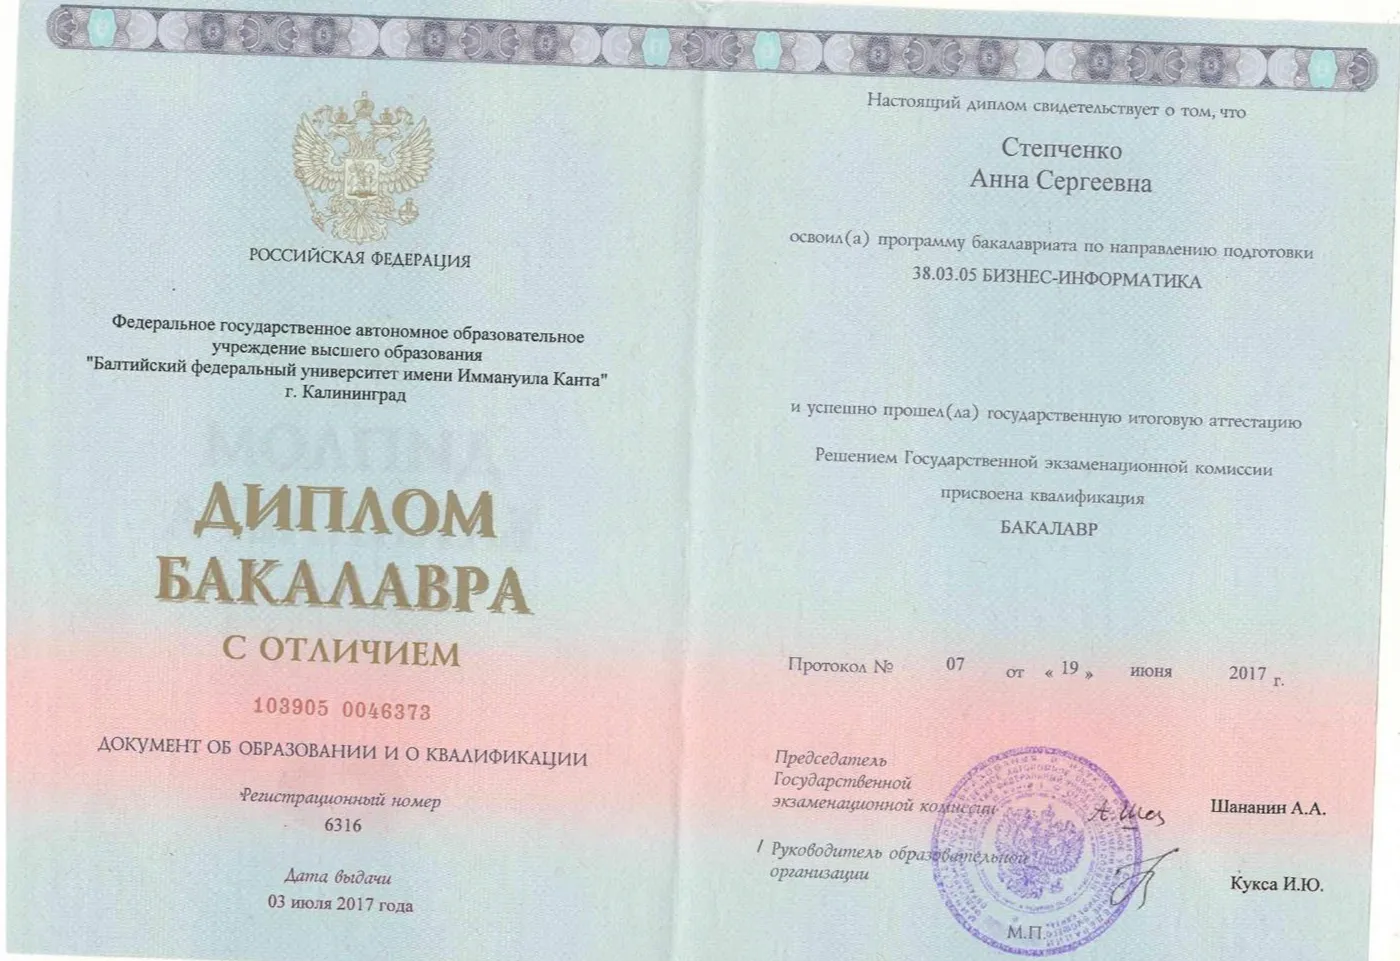 РОССИЙСКАЯ ФЕДЕРАЦИЯ
Федеральное государственное автономное образовательное
учреждение высшего образования
"Балтийский федеральный университет имени Иммануила Канта"
г. Калининград
ДИПЛОМ
БАКАЛАВРА
С ОТЛИЧИЕМ
103905 0046373
ДОКУМЕНТ ОБ ОБРАЗОВАНИИ И О КВАЛИФИКАЦИИ
Регистрационный номер
6316
Дата выдачи
03 июля 2017 года
Настоящий диплом свидетельствует о том, что
Степченко
Анна Сергеевна
освоил(а) программу бакалавриата по направлению подготовки
38.03.05 БИЗНЕС-ИНФОРМАТИКА
и успешно прошел(ла) государственную итоговую аттестацию
Решением Государственной экзаменационной комиссии
присвоена квалификация
БАКАЛАВР
Протокол № 07 от « 19 » июня 2017 г.
Председатель
Государственной
экзаменационной комиссии
Шананин А.А.
/ Руководитель образовательной
организации
Кукса И.Ю.
М.П.